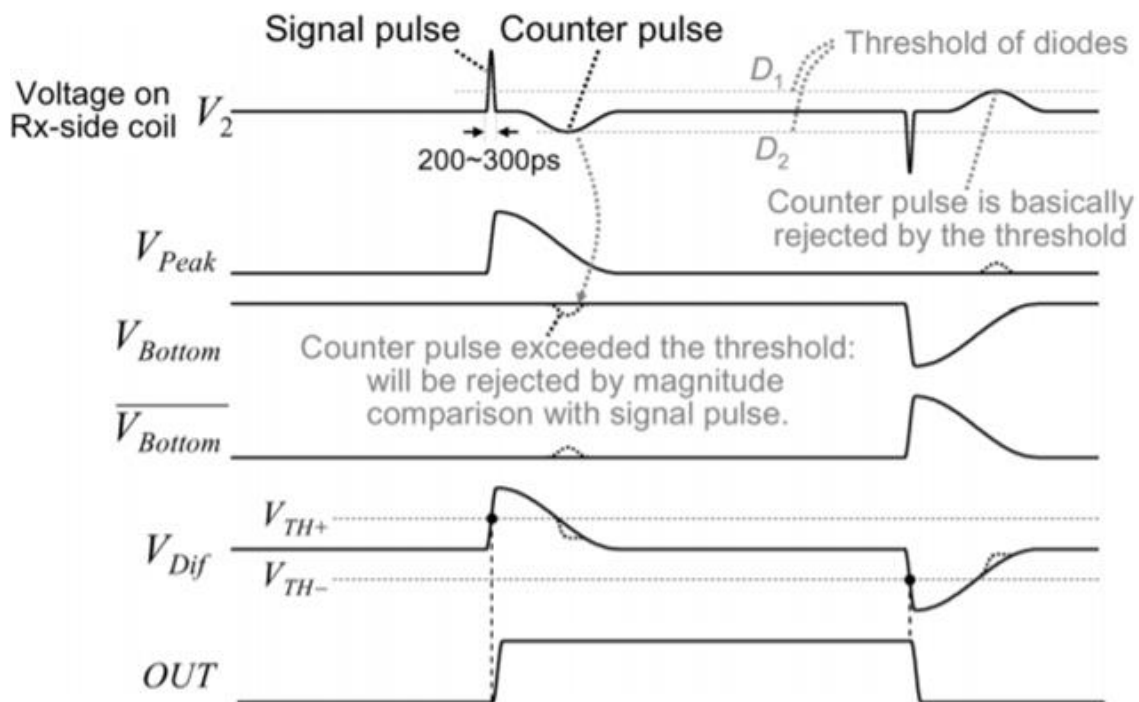 Signal pulse
Counter pulse
Threshold of diodes
D1
Voltage on
Rx-side coil
V2
D2
200~300ps
Counter pulse is basically
rejected by the threshold
VPeak
VBottom
Counter pulse exceeded the threshold:
will be rejected by magnitude
comparison with signal pulse.
VBottom
VTH+
VDif
VTH−
OUT